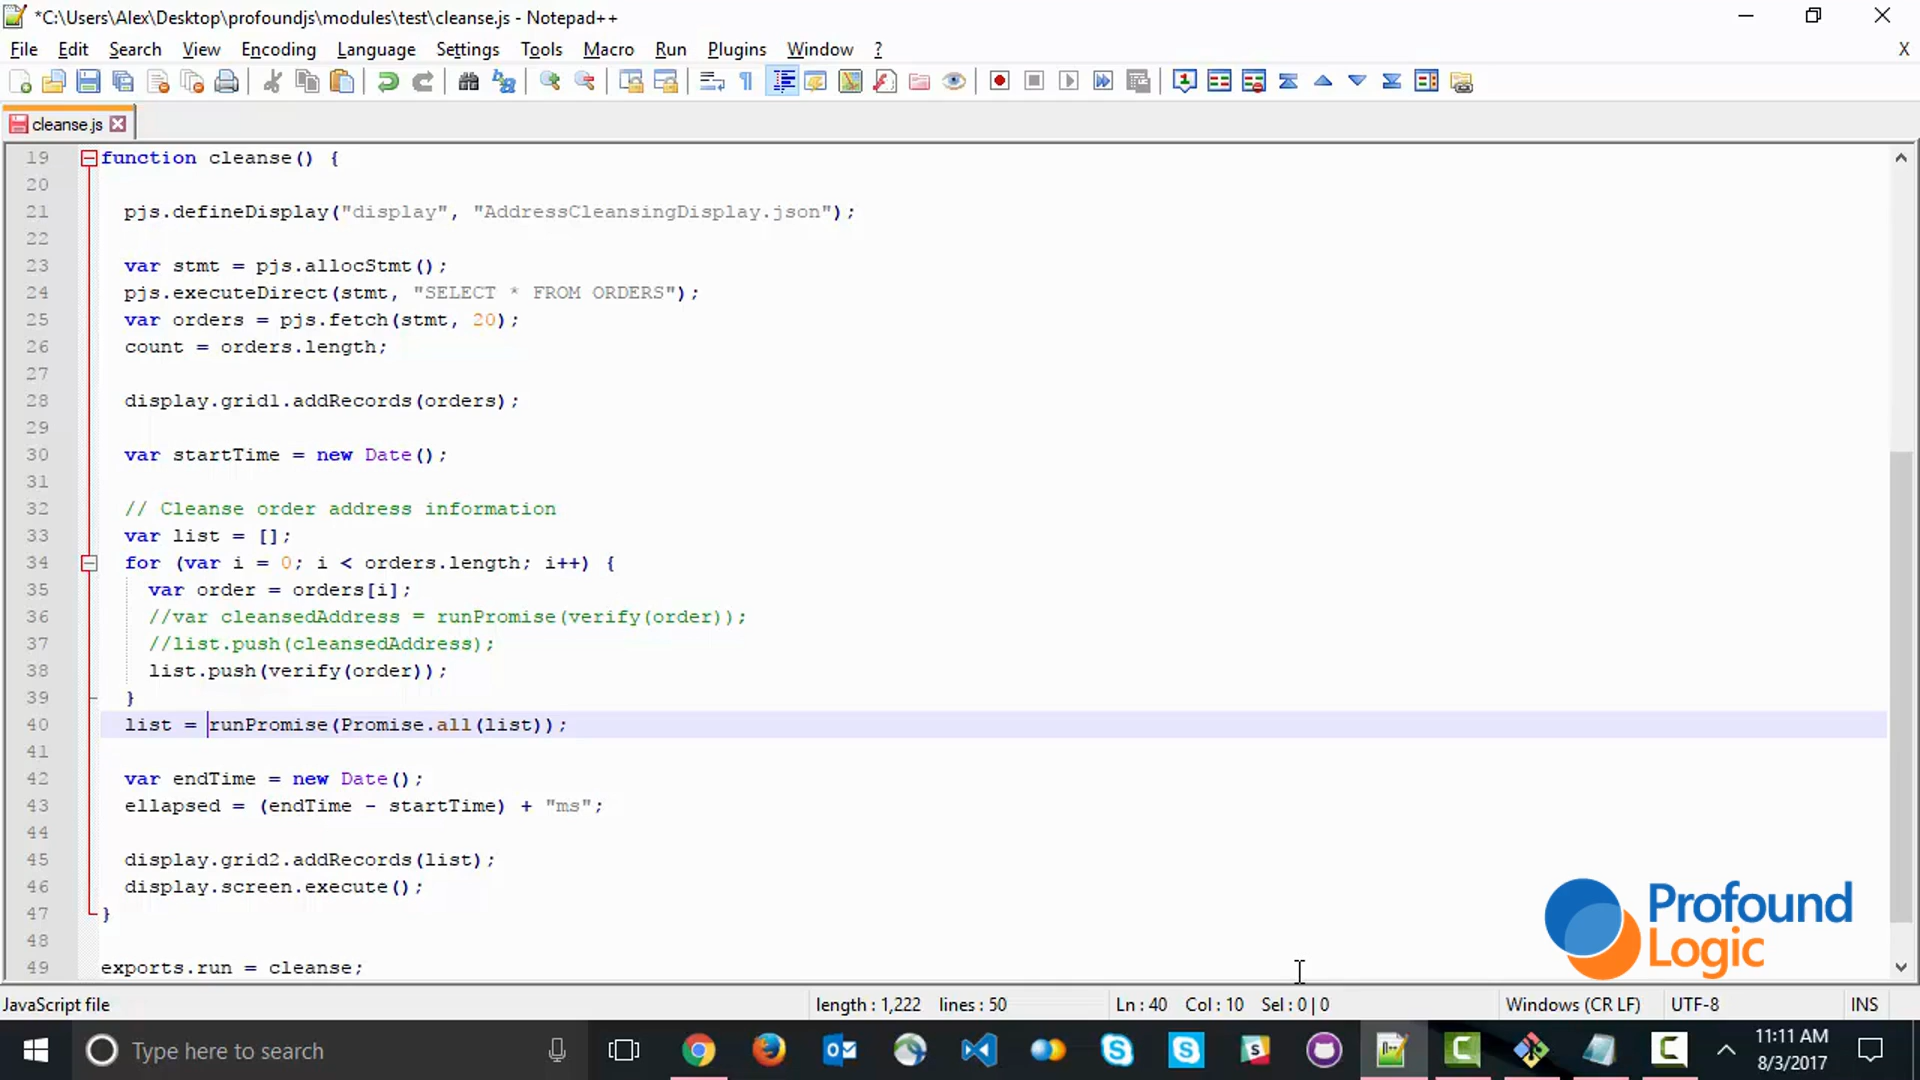 *C:\Users\Alex\Desktop\profoundjs\modules\test\cleanse.js - Notepad++
File Edit Search View Encoding Language Settings Tools Macro Run Plugins Window ? X
cleanse.js
19 function cleanse() {
20
21 pjs.defineDisplay("display", "AddressCleansingDisplay.json");
22
23 var stmt = pjs.allocStmt();
24 pjs.executeDirect(stmt, "SELECT * FROM ORDERS");
25 var orders = pjs.fetch(stmt, 20);
26 count = orders.length;
27
28 display.grid1.addRecords(orders);
29
30 var startTime = new Date();
31
32 // Cleanse order address information
33 var list = [];
34 for (var i = 0; i < orders.length; i++) {
35 var order = orders[i];
36 //var cleansedAddress = runPromise(verify(order));
37 //list.push(cleansedAddress);
38 list.push(verify(order));
39 }
40 list = runPromise(Promise.all(list));
41
42 var endTime = new Date();
43 ellapsed = (endTime - startTime) + "ms";
44
45 display.grid2.addRecords(list);
46 display.screen.execute();
47 }
48
49 exports.run = cleanse;
Profound
Logic
JavaScript file length : 1,222 lines : 50 Ln : 40 Col : 10 Sel : 0 | 0 Windows (CR LF) UTF-8 INS
Type here to search
11:11 AM
8/3/2017